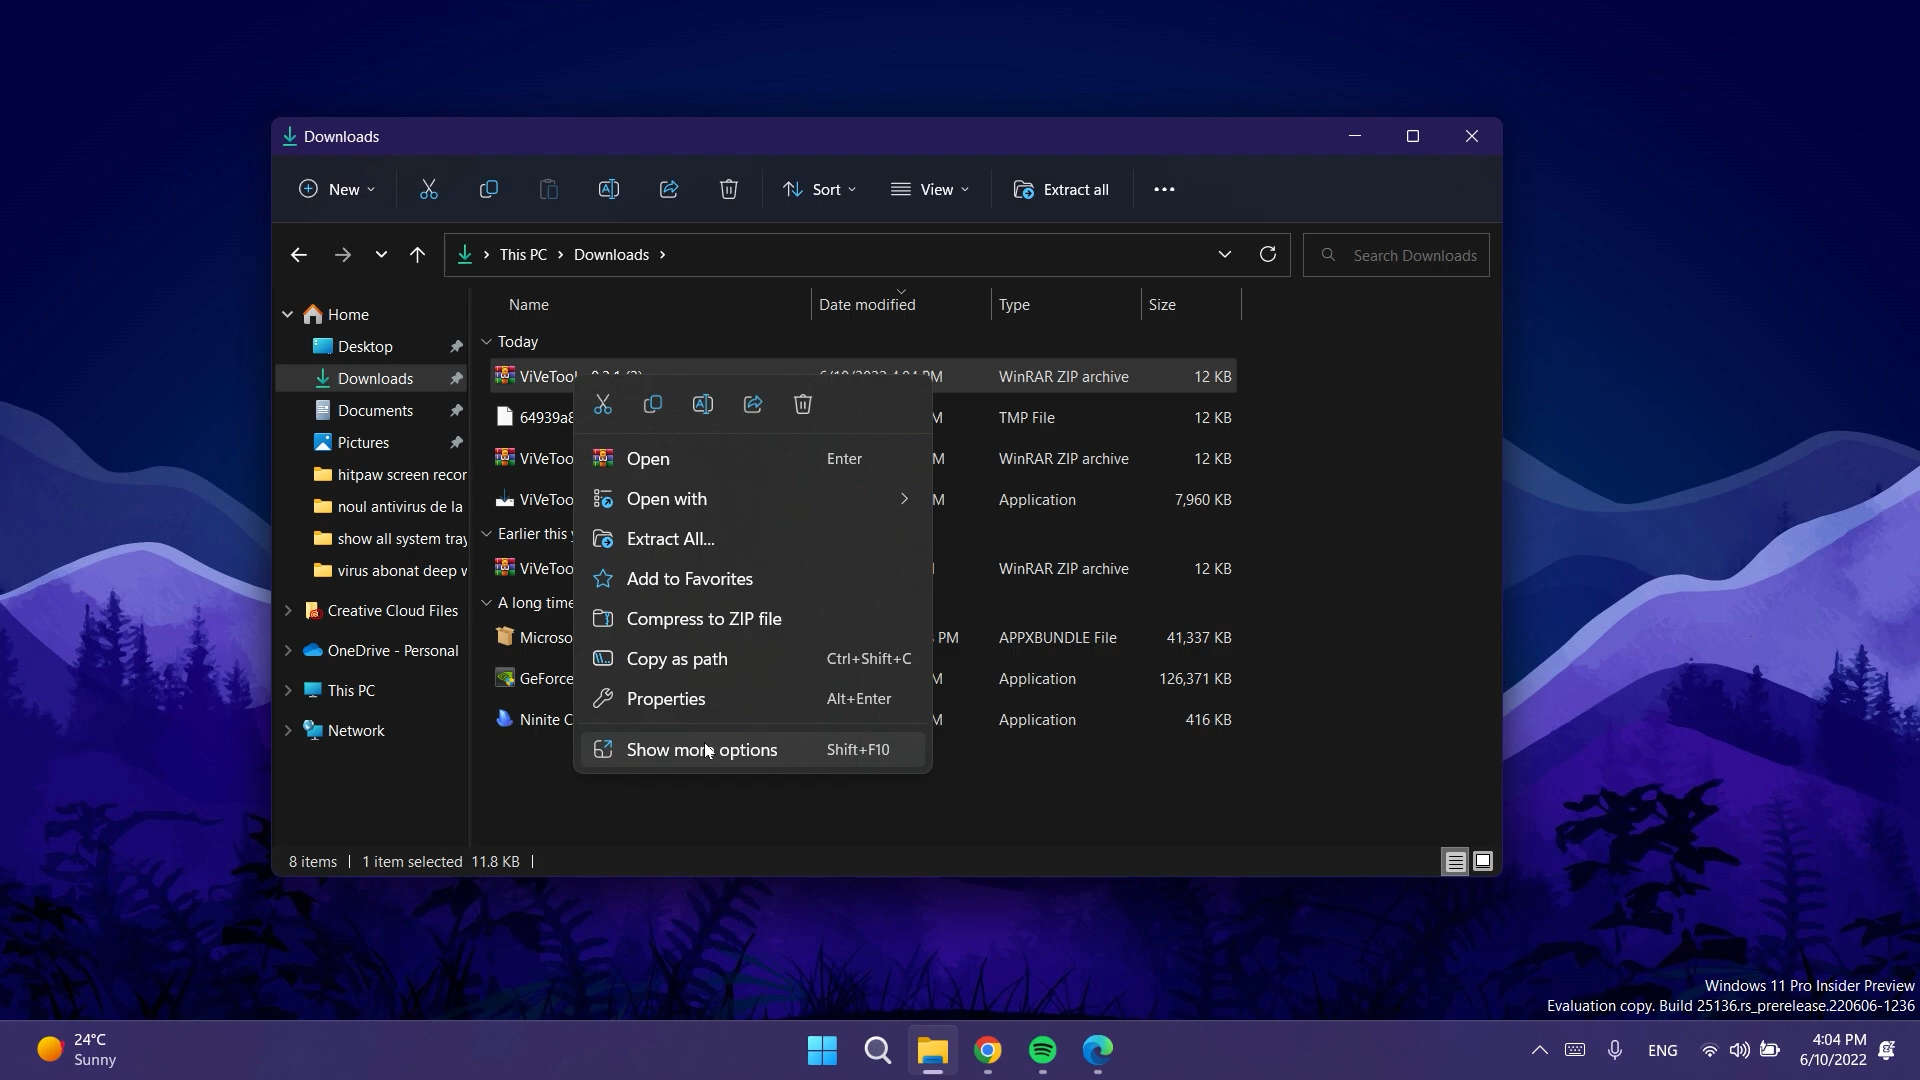 Downloads
New
Sort
View
Extract all
This PC > Downloads >
Search Downloads
Name Date modified Type Size
Home
Desktop
Downloads
Documents
Pictures
hitpaw screen recor
noul antivirus de la
show all system tray
virus abonat deep
Creative Cloud Files
OneDrive - Personal
This PC
Network
Today
WinRAR ZIP archive 12 KB
64939a8 TMP File 12 KB
ViVeToo M WinRAR ZIP archive 12 KB
ViVeToo M Application 7,960 KB
Earlier this
ViVeToo WinRAR ZIP archive 12 KB
A long time
Microso PM APPXBUNDLE File 41,337 KB
GeForce M Application 126,371 KB
Ninite C M Application 416 KB
Open Enter
Open with
Extract All...
Add to Favorites
Compress to ZIP file
Copy as path Ctrl+Shift+C
Properties Alt+Enter
Show more options Shift+F10
8 items | 1 item selected 11.8 KB |
Windows 11 Pro Insider Preview
Evaluation copy. Build 25136.rs_prerelease.220606-1236
24°C
Sunny
ENG
4:04 PM
6/10/2022